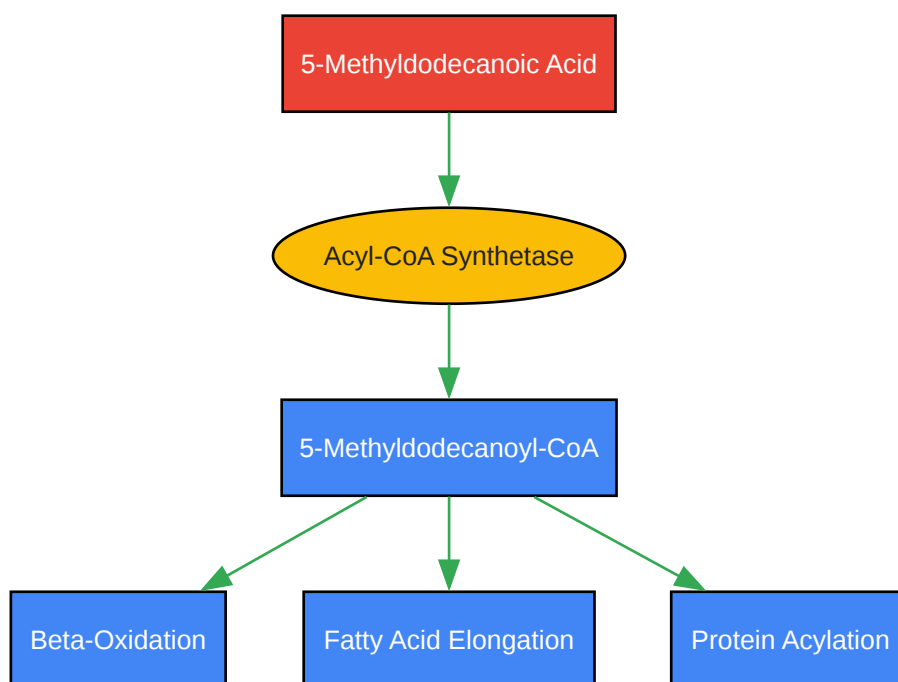 5-Methyldodecanoic Acid
Acyl-CoA Synthetase
5-Methyldodecanoyl-CoA
Beta-Oxidation
Fatty Acid Elongation
Protein Acylation